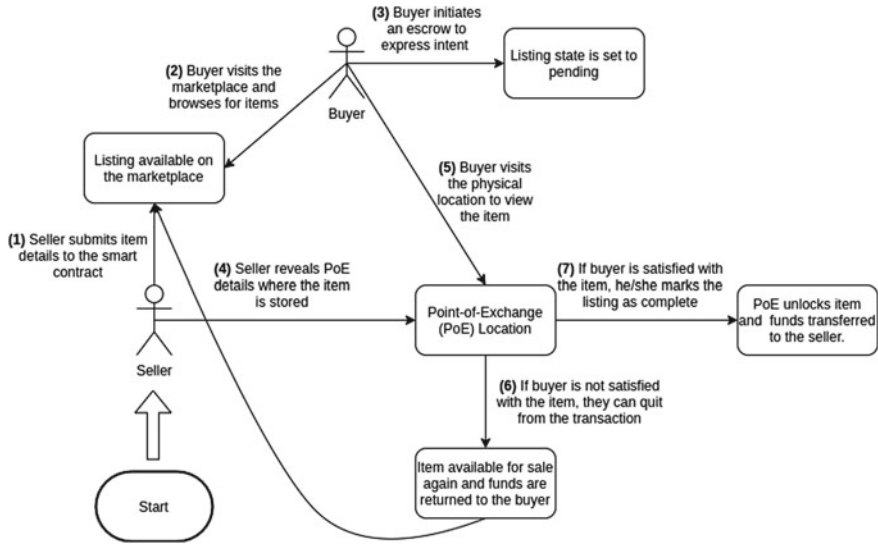 (3) Buyer initiates
an escrow to
express intent
Listing state is set to
pending
(2) Buyer visits the
marketplace and
browses for items
Buyer
Listing available on
the marketplace
(5) Buyer visits
the physical
location to view
the item
(1) Seller submits item
details to the smart
contract
(4) Seller reveals PoE
details where the item
is stored
(7) If buyer is satisfied with
the item, he/she marks the
listing as complete
Point-of-Exchange
(PoE) Location
PoE unlocks item
and funds transferred
to the seller.
Seller
(6) If buyer is not satisfied
with the item, they can quit
from the transaction
Item available for sale
again and funds are
returned to the buyer
Start